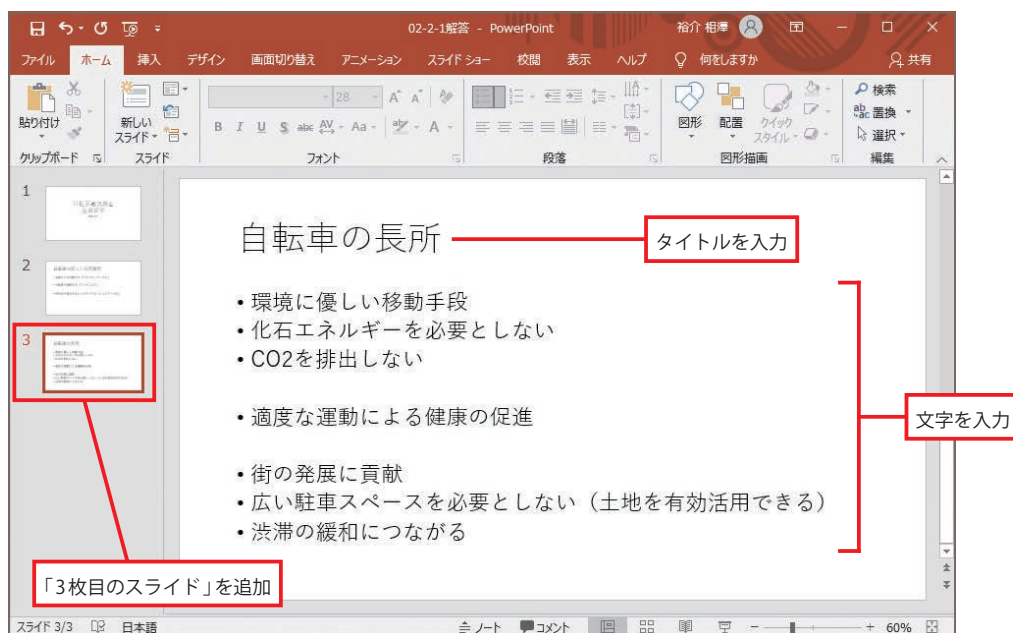 02-2-1解答 - PowerPoint
裕介 相澤
ファイル ホーム 挿入 デザイン 画面切り替え アニメーション スライド ショー 校閲 表示 ヘルプ 何をしますか 共有
貼り付け
新しい
スライド
28
B I U S abc AV Aa A
図形
配置
クイック
スタイル
検索
置換
選択
クリップボード スライド フォント 段落 図形描画 編集
1
2
3
自転車の長所
タイトルを入力
• 環境に優しい移動手段
• 化石エネルギーを必要としない
• CO2を排出しない
• 適度な運動による健康の促進
• 街の発展に貢献
• 広い駐車スペースを必要としない（土地を有効活用できる）
• 渋滞の緩和につながる
文字を入力
「3枚目のスライド」を追加
スライド 3/3 日本語 ノート コメント 60%